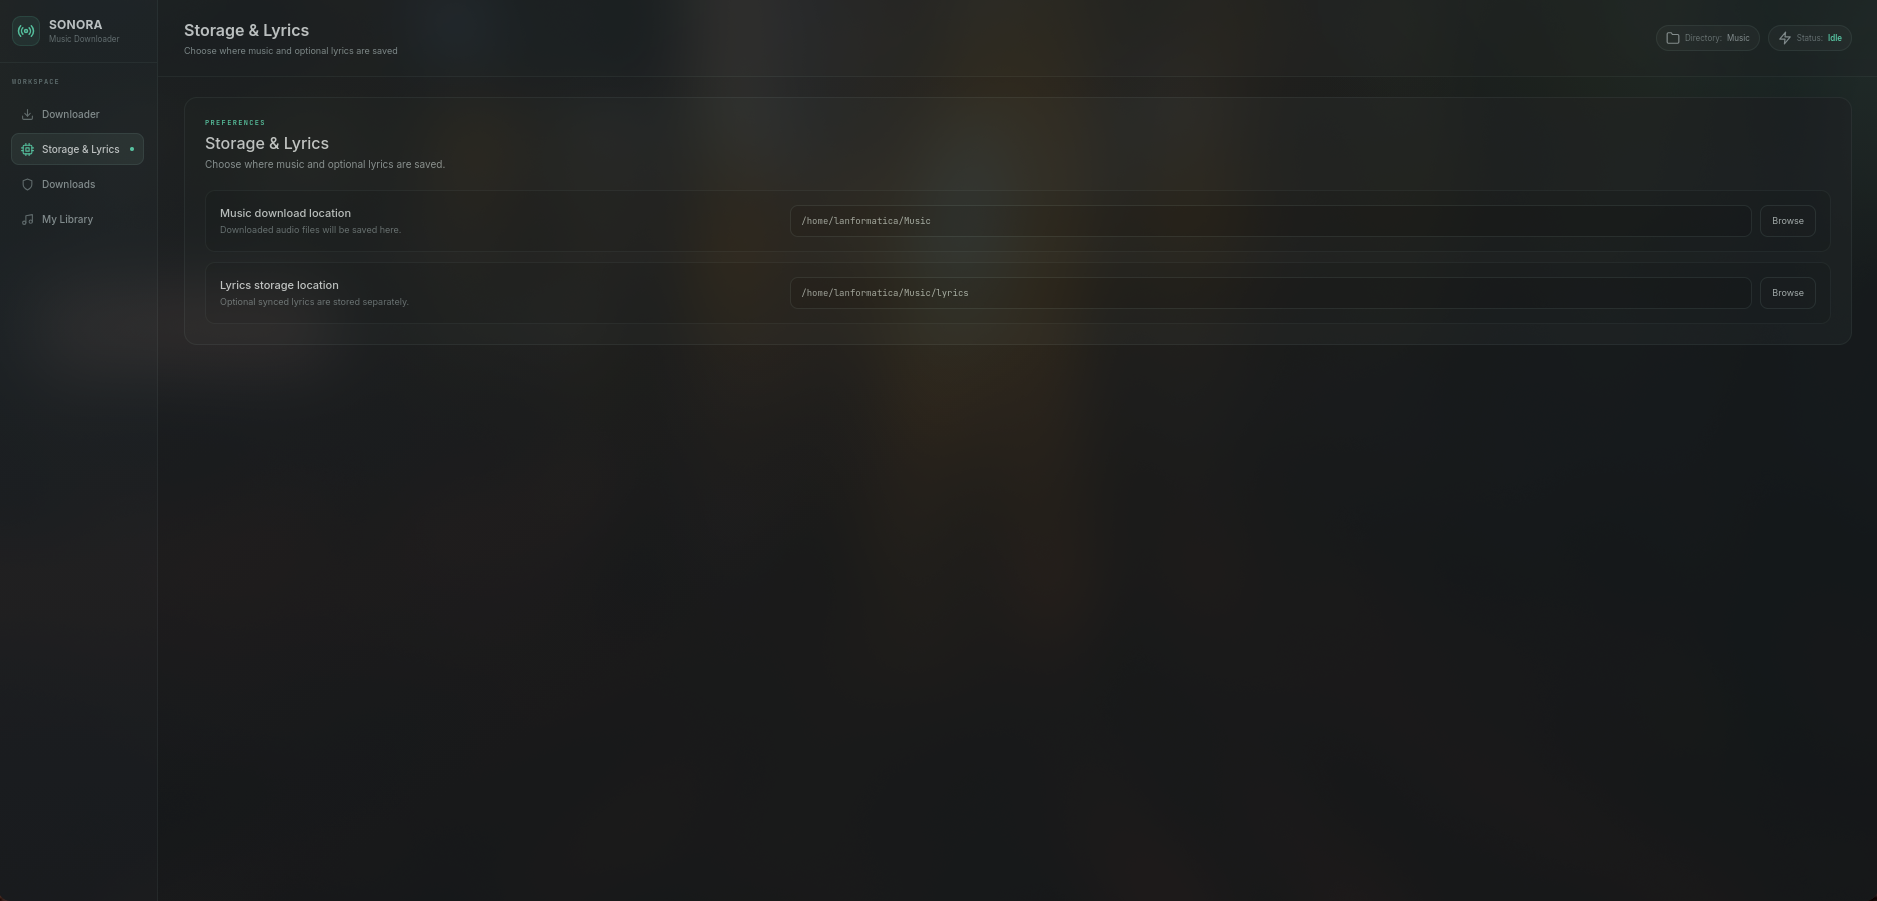 SONORA
Music Downloader
WORKSPACE
Downloader
Storage & Lyrics
Downloads
My Library
Storage & Lyrics
Choose where music and optional lyrics are saved
Directory: Music
Status: Idle
PREFERENCES
Storage & Lyrics
Choose where music and optional lyrics are saved.
Music download location
Downloaded audio files will be saved here.
/home/lanformatica/Music
Browse
Lyrics storage location
Optional synced lyrics are stored separately.
/home/lanformatica/Music/lyrics
Browse